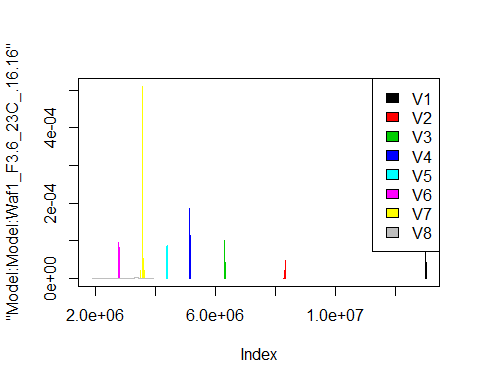 "Model:Model:Waf1_F3.6_23C_.16.16"
0e+00
2e-04
4e-04
2.0e+06
6.0e+06
1.0e+07
Index
V1
V2
V3
V4
V5
V6
V7
V8